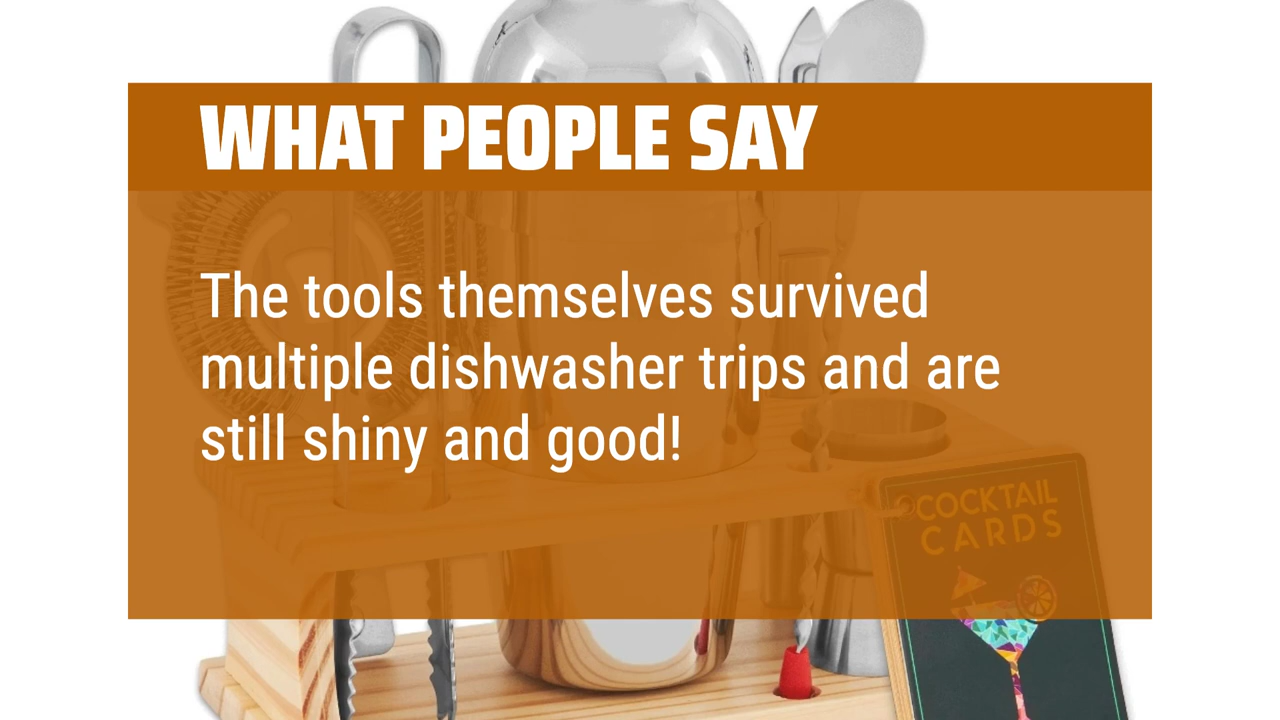 WHAT PEOPLE SAY
The tools themselves survived
multiple dishwasher trips and are
still shiny and good!
COCKTAIL
CARDS